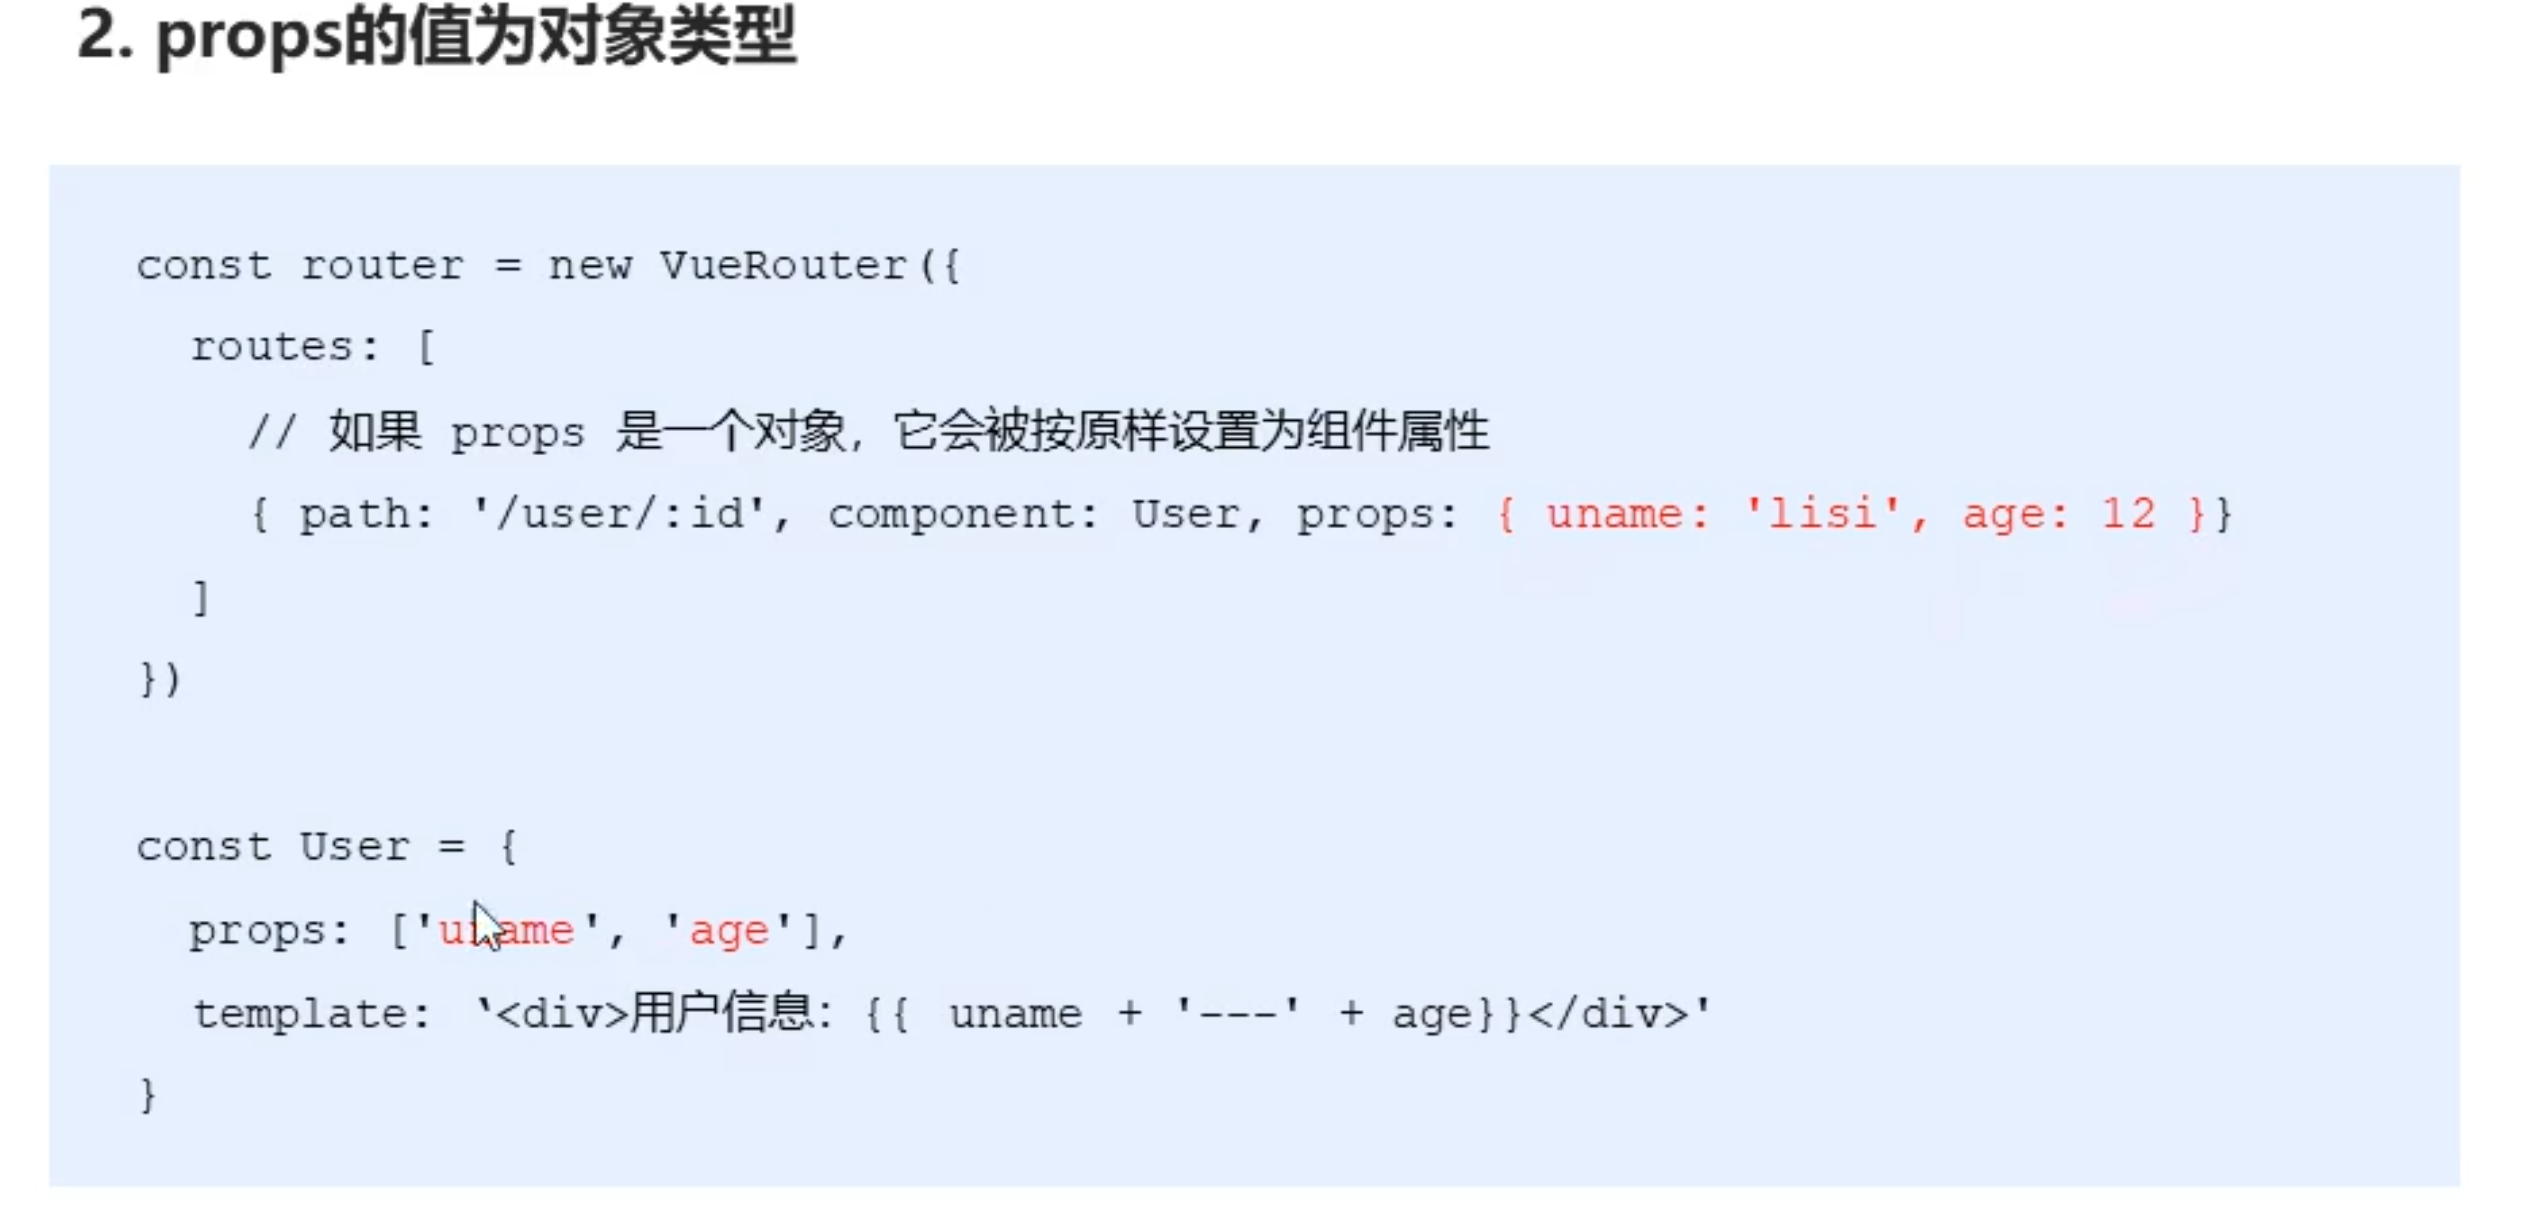 2. props的值为对象类型
const router = new VueRouter({
routes: [
// 如果 props 是一个对象，它会被按原样设置为组件属性
{ path: '/user/:id', component: User, props: { uname: 'lisi', age: 12 }}
]
})
const User = {
props: ['uname', 'age'],
template: ‘<div>用户信息：{{ uname + '---' + age}}</div>'
}